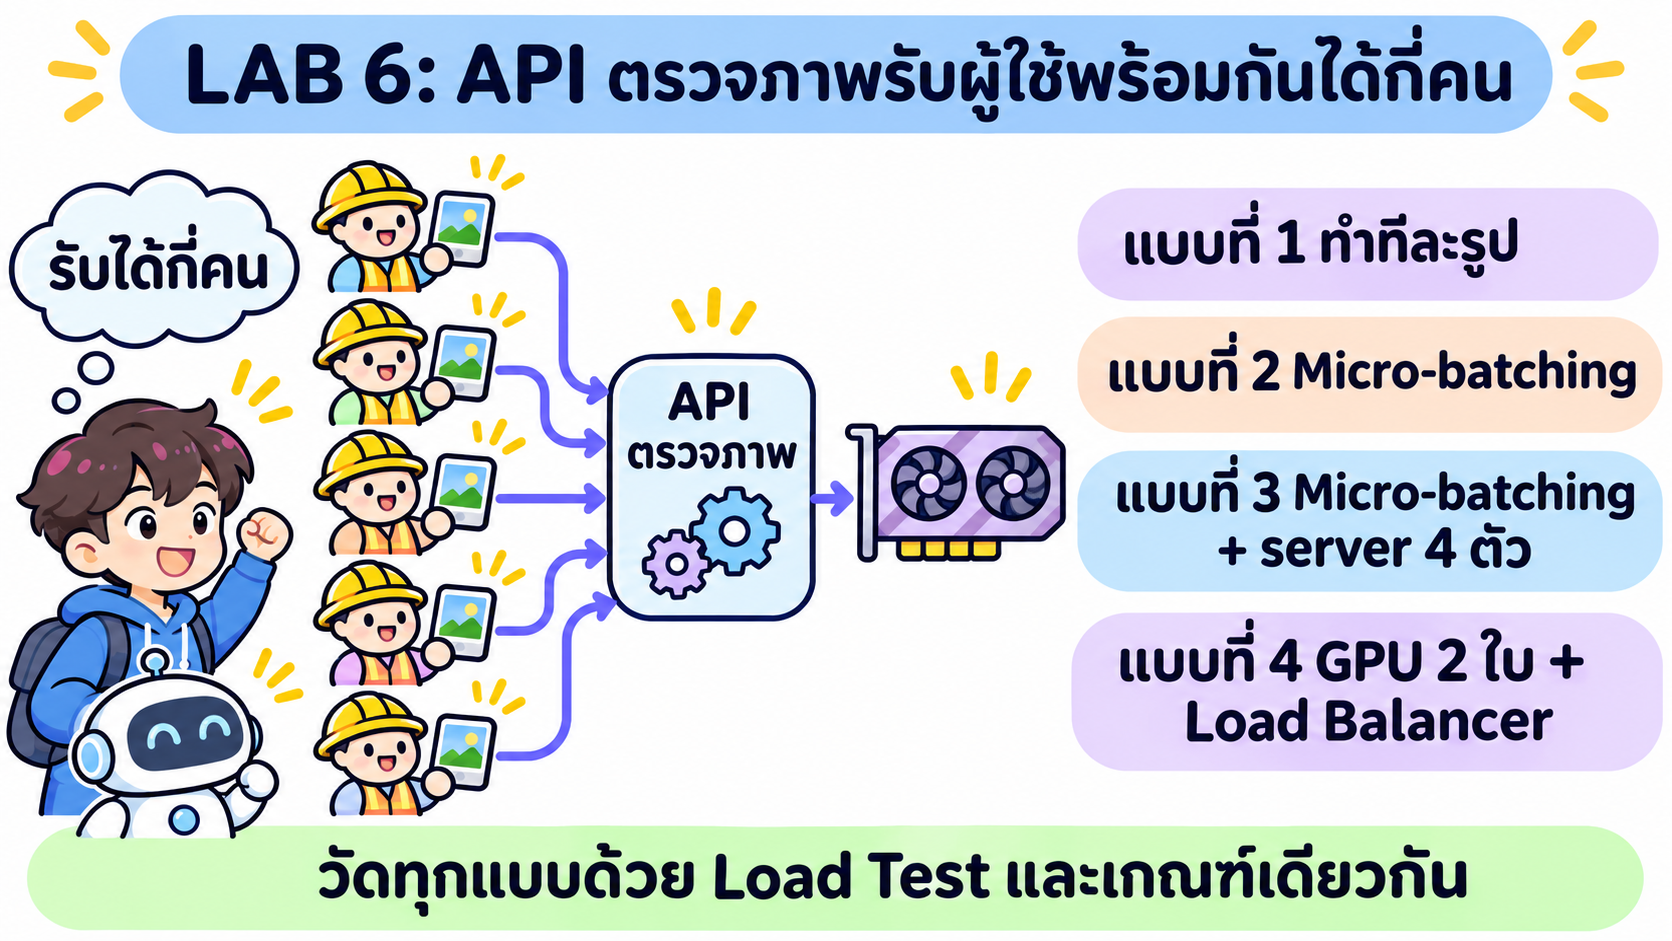 LAB 6: API ตรวจภาพรับผู้ใช้พร้อมกันได้กี่คน
รับได้กี่คน
API
ตรวจภาพ
แบบที่ 1 ทำทีละรูป
แบบที่ 2 Micro-batching
แบบที่ 3 Micro-batching
+ server 4 ตัว
แบบที่ 4 GPU 2 ใบ +
Load Balancer
วัดทุกแบบด้วย Load Test และเกณฑ์เดียวกัน